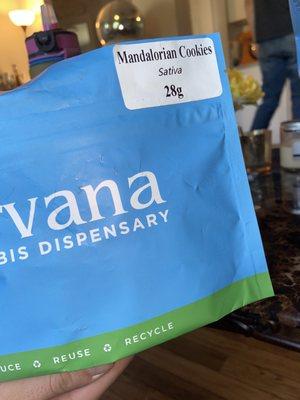 Mandalorian Cookies
Sativa
28g
rvana
BIS DISPENSARY
UCE ♻ REUSE ♻ RECYCLE